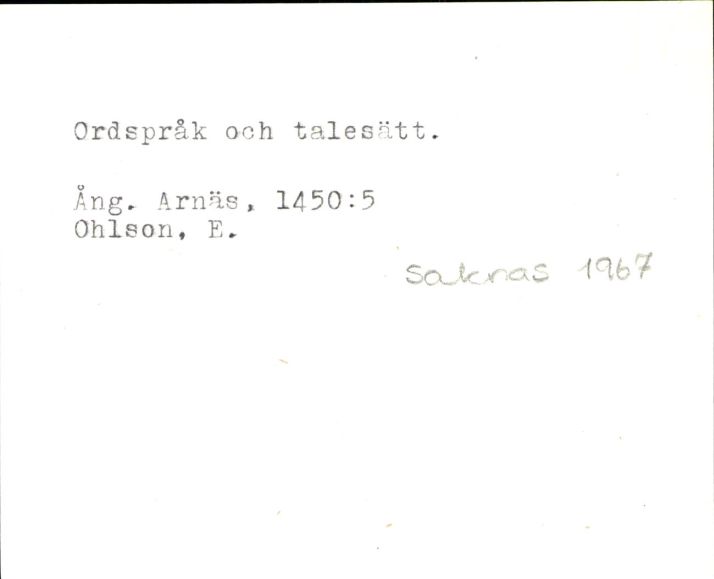 Ordspråk och talesätt.
Ång. Arnäs, 1450:5
Ohlson, E.
Saknas 1967